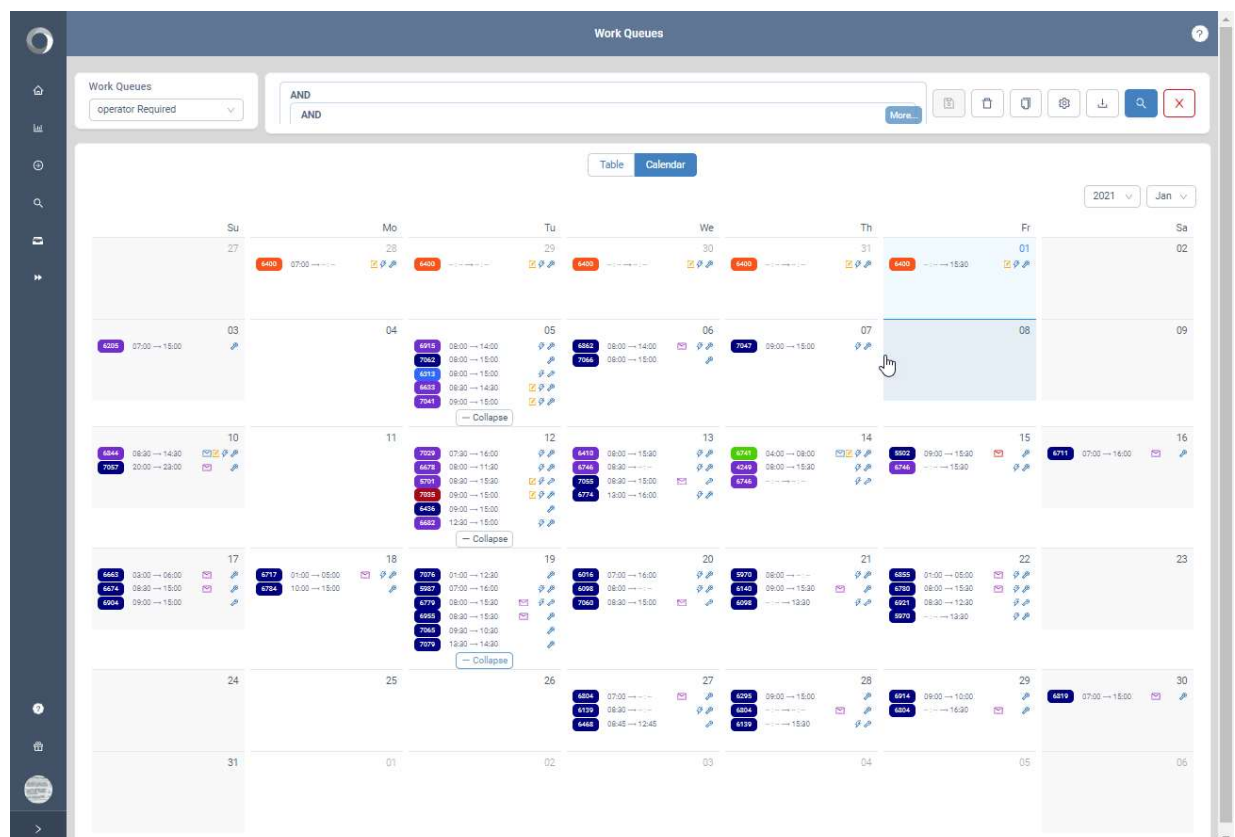 Work Queues
?
Work Queues
operator Required
AND
AND
More...
Table Calendar
2021 Jan
Su Mo Tu We Th Fr Sa
27 28 29 30 31 01 02
6400 07:00 → --:--
6400 --:-- → --:--
6400 --:-- → --:--
6400 --:-- → --:--
6400 --:-- → 15:30
03 04 05 06 07 08 09
6205 07:00 → 15:00
6915 08:00 → 14:00
7062 08:00 → 15:00
6313 08:00 → 15:00
6633 08:30 → 14:30
7041 09:00 → 15:00
— Collapse
6862 08:00 → 14:00
7066 08:00 → 15:00
7047 09:00 → 15:00
10 11 12 13 14 15 16
6844 08:30 → 14:30
7057 20:00 → 23:00
7029 07:30 → 16:00
6678 08:00 → 11:30
5701 08:30 → 15:30
7035 09:00 → 15:00
6436 09:00 → 15:00
6682 12:30 → 15:00
— Collapse
6410 08:00 → 15:30
6746 08:30 → --:--
7055 08:30 → 15:00
6774 13:00 → 16:00
6741 04:00 → 08:00
4249 08:00 → 15:30
6746 --:-- → --:--
5502 09:00 → 15:30
6746 --:-- → 15:30
6711 07:00 → 16:00
17 18 19 20 21 22 23
6663 03:00 → 06:00
6674 08:30 → 15:00
6904 09:00 → 15:00
6717 01:00 → 05:00
6784 10:00 → 15:00
7076 01:00 → 12:30
5987 07:00 → 16:00
6779 08:00 → 15:30
6955 08:30 → 15:30
7065 09:30 → 10:30
7079 13:30 → 14:30
— Collapse
6016 07:00 → 16:00
6098 08:00 → --:--
7060 08:30 → 15:00
5970 08:00 → --:--
6140 09:00 → 15:30
6098 --:-- → 13:30
6855 01:00 → 05:00
6780 08:00 → 15:30
6921 08:30 → 12:30
5970 --:-- → 13:30
24 25 26 27 28 29 30
6804 07:00 → --:--
6139 08:30 → --:--
6468 08:45 → 12:45
6295 09:00 → 15:00
6804 --:-- → --:--
6139 --:-- → 15:30
6914 09:00 → 10:00
6804 --:-- → 16:30
6819 07:00 → 15:00
31 01 02 03 04 05 06
?